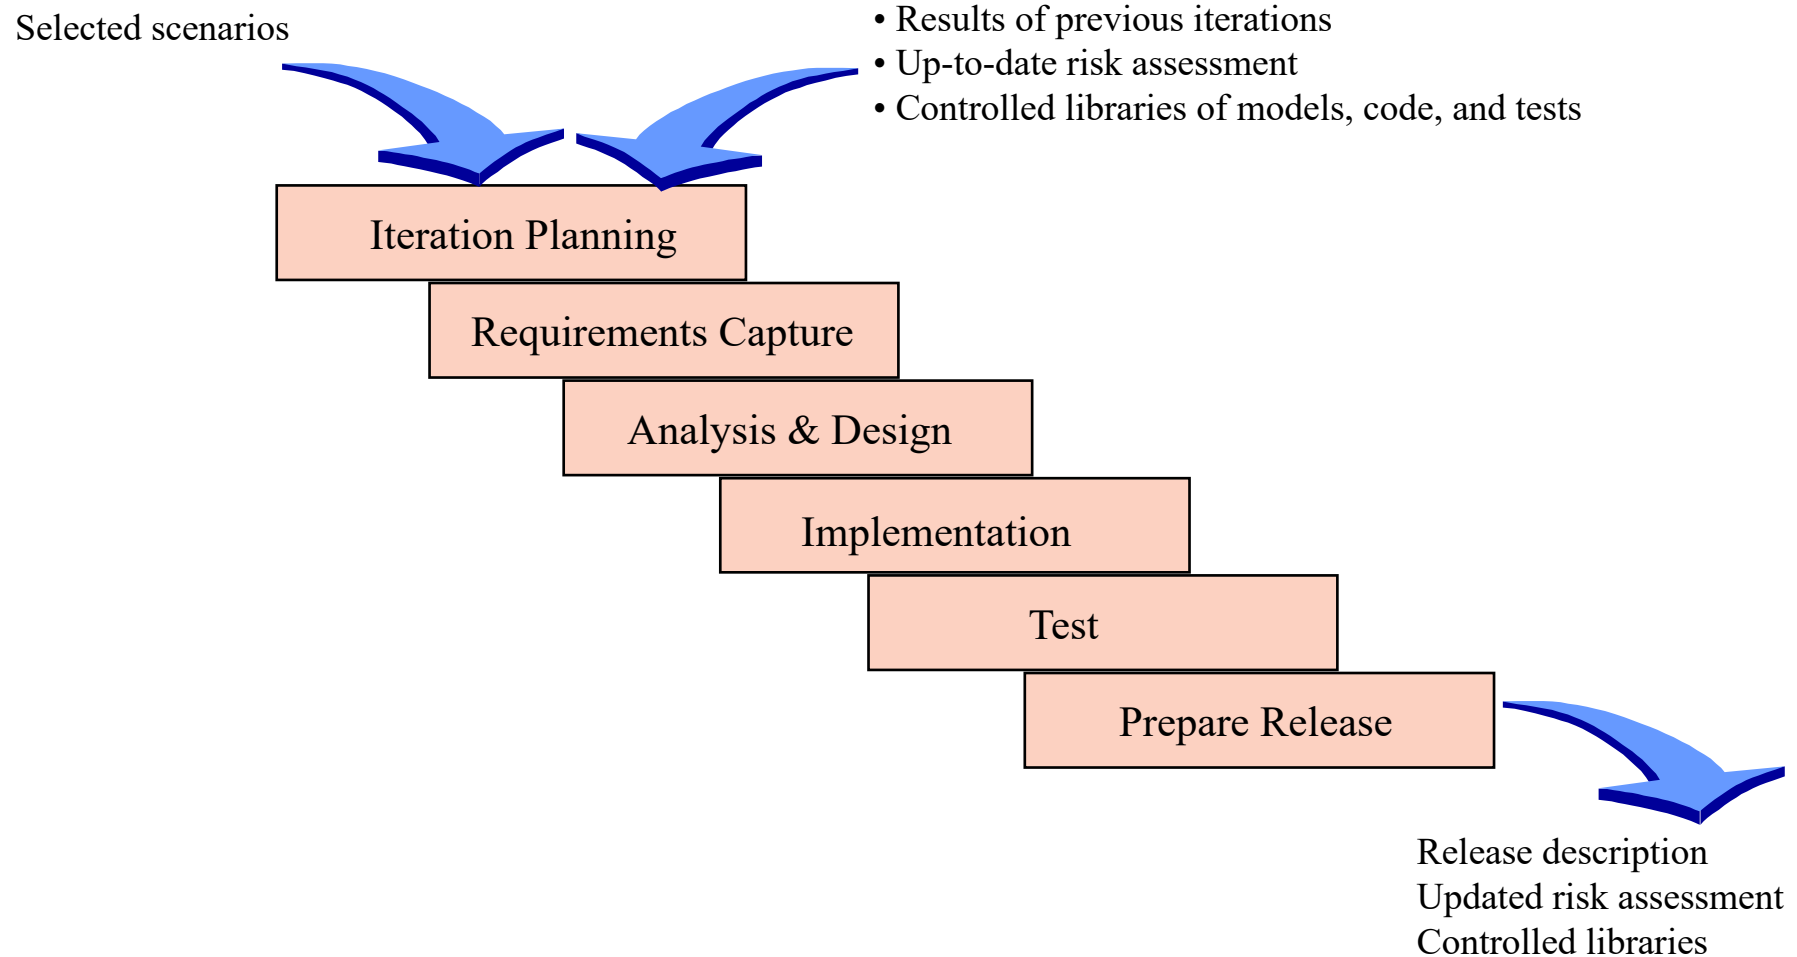 Selected scenarios
• Results of previous iterations
• Up-to-date risk assessment
• Controlled libraries of models, code, and tests
Iteration Planning
Requirements Capture
Analysis & Design
Implementation
Test
Prepare Release
Release description
Updated risk assessment
Controlled libraries